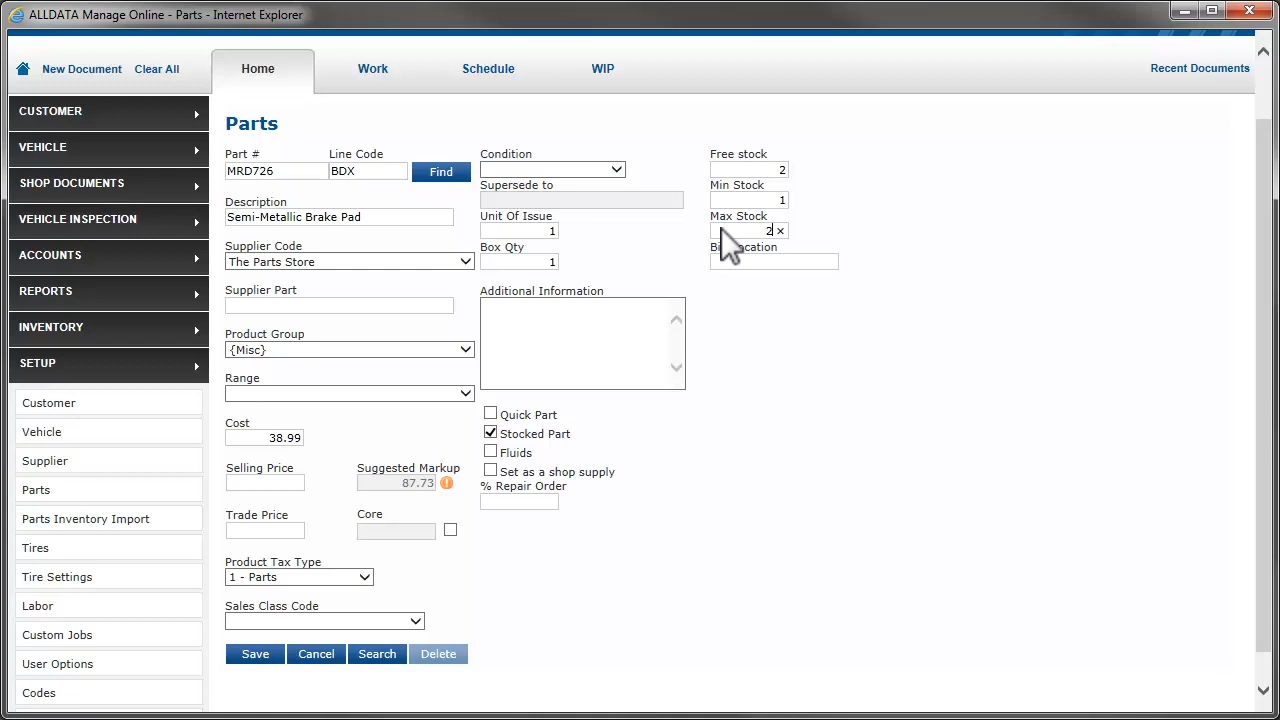 ALLDATA Manage Online - Parts - Internet Explorer
New Document Clear All Home Work Schedule WIP Recent Documents
CUSTOMER
VEHICLE
SHOP DOCUMENTS
VEHICLE INSPECTION
ACCOUNTS
REPORTS
INVENTORY
SETUP
Customer
Vehicle
Supplier
Parts
Parts Inventory Import
Tires
Tire Settings
Labor
Custom Jobs
User Options
Codes
Parts
Part # Line Code
MRD726 BDX Find
Description
Semi-Metallic Brake Pad
Supplier Code
The Parts Store
Supplier Part
Product Group
{Misc}
Range
Cost
38.99
Selling Price Suggested Markup
87.73
Trade Price Core
Product Tax Type
1 - Parts
Sales Class Code
Save Cancel Search Delete
Condition
Supersede to
Unit Of Issue
1
Box Qty
1
Additional Information
Quick Part
Stocked Part
Fluids
Set as a shop supply
% Repair Order
Free stock
2
Min Stock
1
Max Stock
2